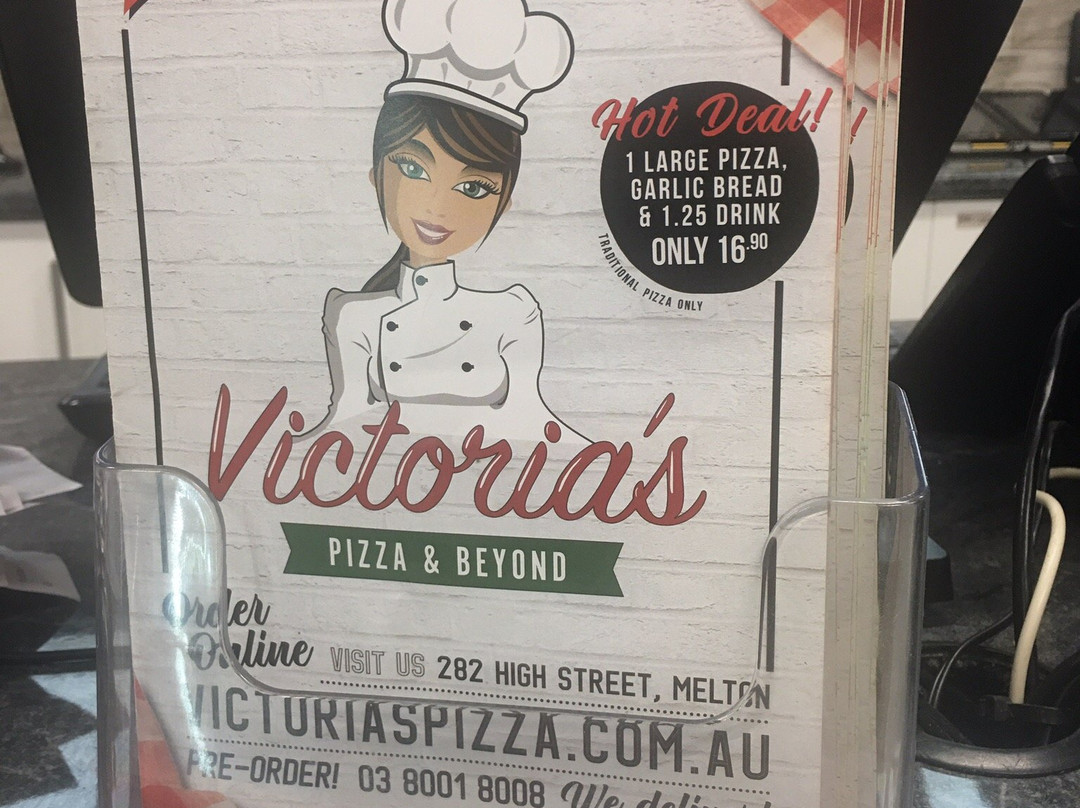 Hot Deal!
1 LARGE PIZZA,
GARLIC BREAD
& 1.25 DRINK
ONLY 16.90
TRADITIONAL PIZZA ONLY
Victoria's
PIZZA & BEYOND
Order
Online
VISIT US 282 HIGH STREET, MELTON
VICTORIASPIZZA.COM.AU
PRE-ORDER! 03 8001 8008 We